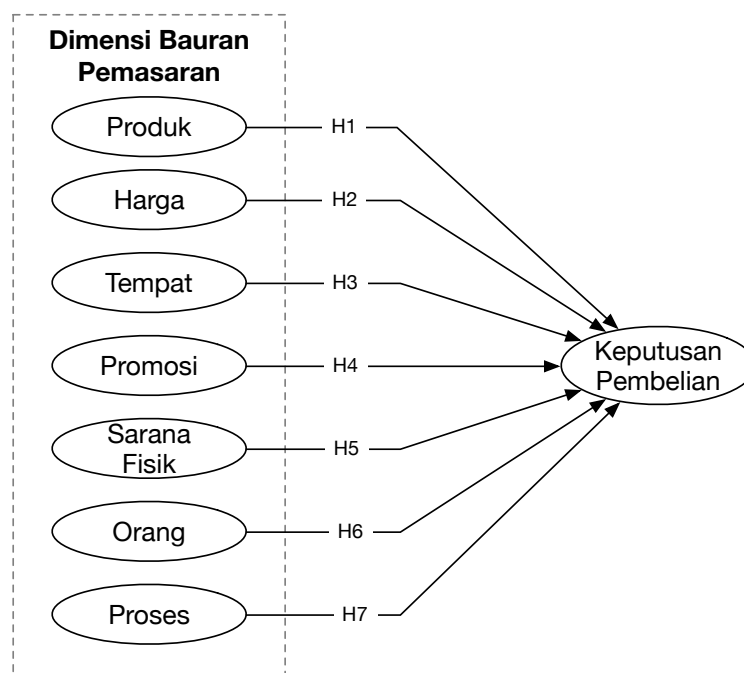 Dimensi Bauran
Pemasaran
Produk
H1
Harga
H2
Tempat
H3
Promosi
H4
Keputusan
Pembelian
Sarana
Fisik
H5
Orang
H6
Proses
H7